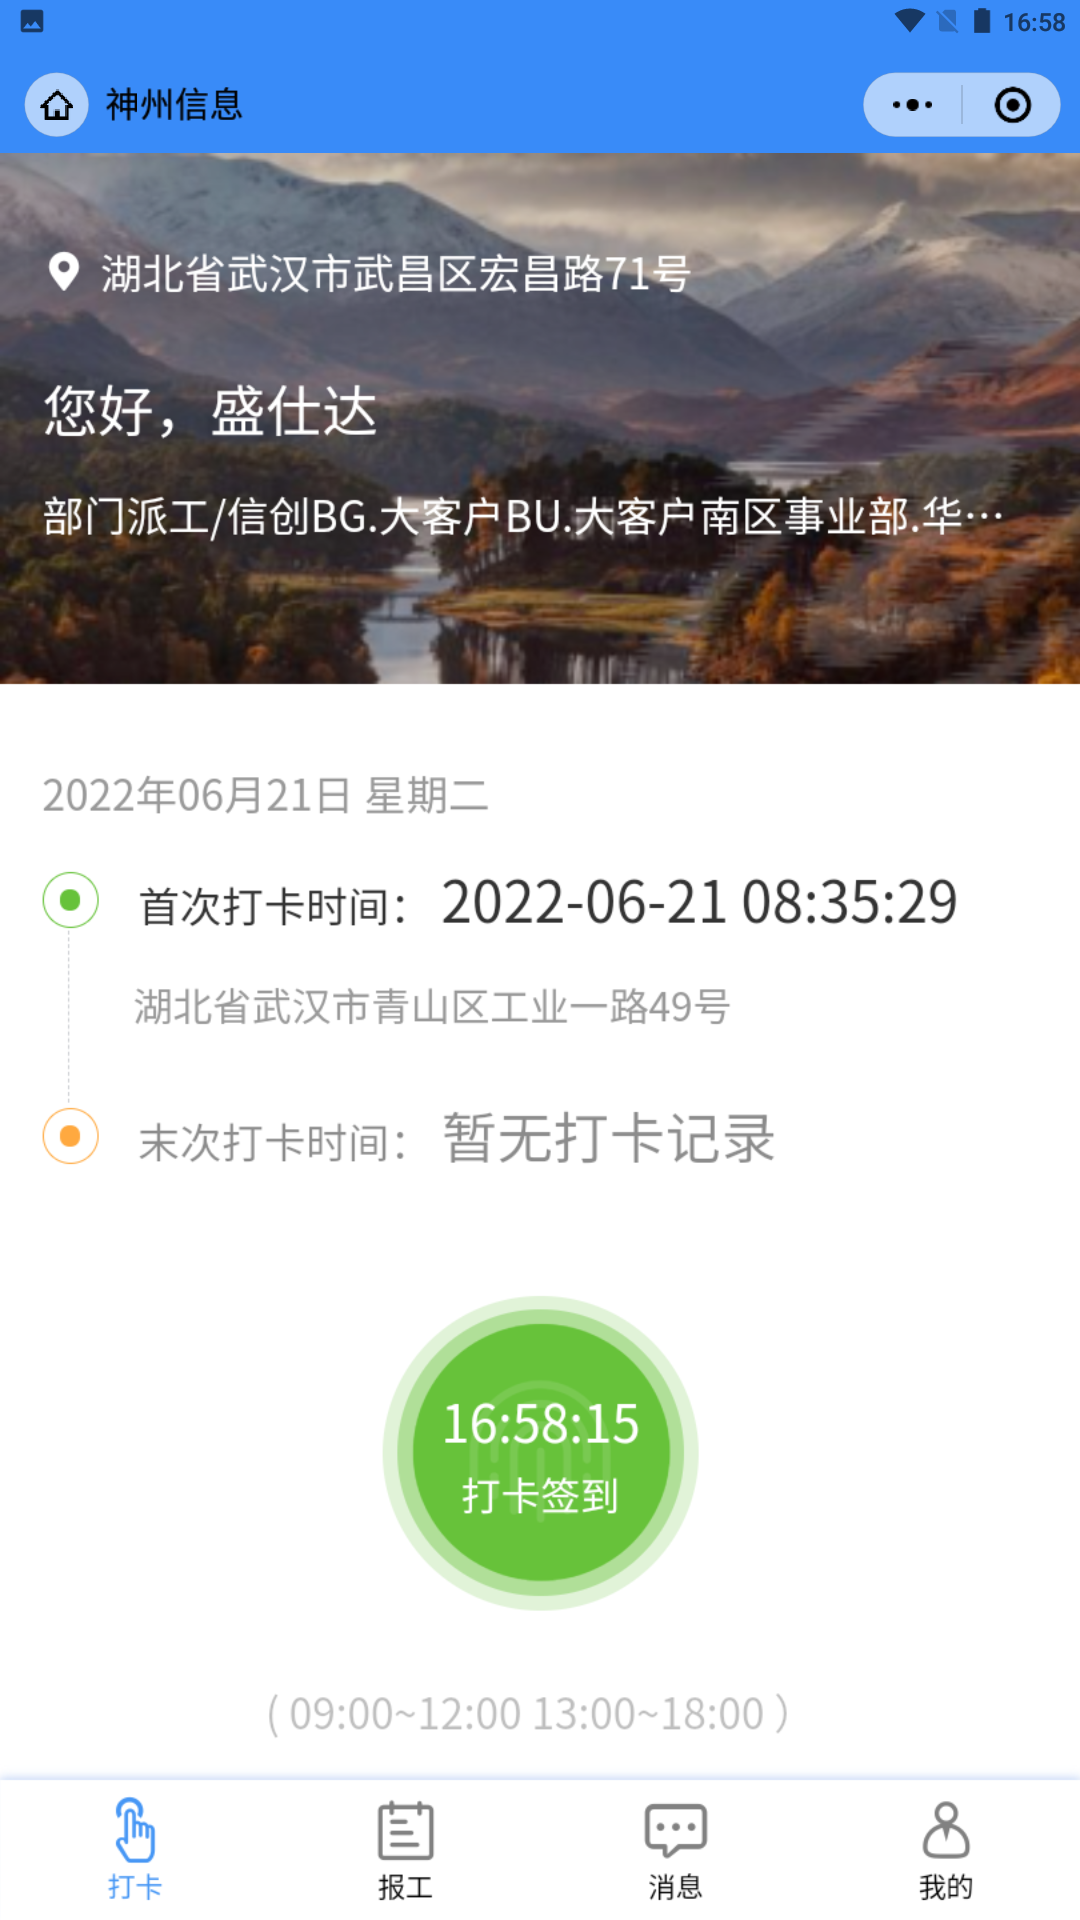 16:58
神州信息
湖北省武汉市武昌区宏昌路71号
您好，盛仕达
部门派工/信创BG.大客户BU.大客户南区事业部.华…
2022年06月21日 星期二
首次打卡时间： 2022-06-21 08:35:29
湖北省武汉市青山区工业一路49号
末次打卡时间： 暂无打卡记录
16:58:15
打卡签到
( 09:00~12:00 13:00~18:00 )
打卡
报工
消息
我的